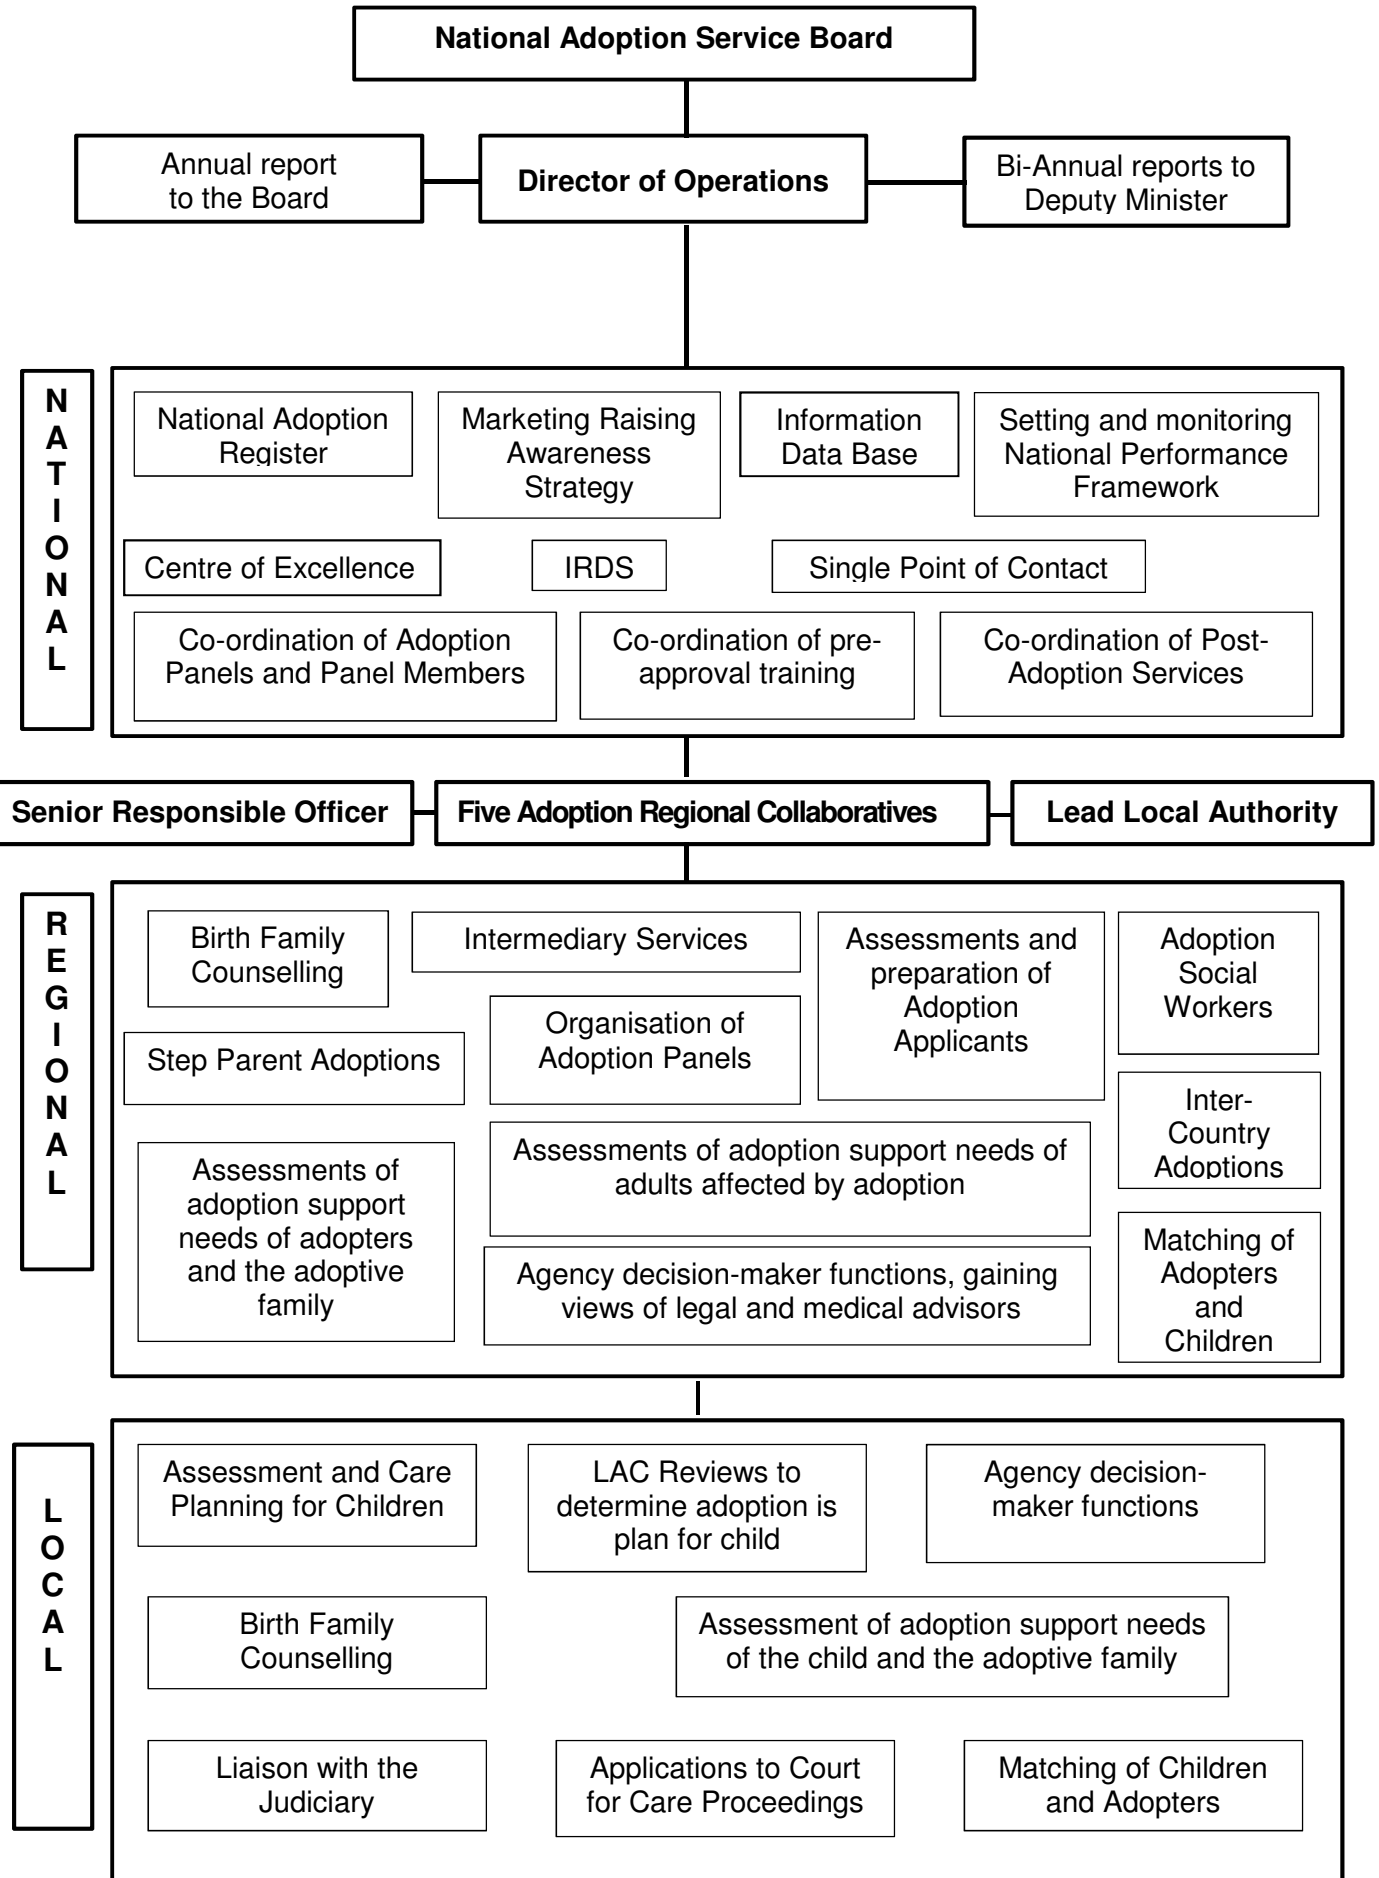 National Adoption Service Board
Annual report
to the Board
Director of Operations
Bi-Annual reports to
Deputy Minister
N
A
T
I
O
N
A
L
National Adoption
Register
Marketing Raising
Awareness
Strategy
Information
Data Base
Setting and monitoring
National Performance
Framework
Centre of Excellence
IRDS
Single Point of Contact
Co-ordination of Adoption
Panels and Panel Members
Co-ordination of pre-
approval training
Co-ordination of Post-
Adoption Services
Senior Responsible Officer
Five Adoption Regional Collaboratives
Lead Local Authority
R
E
G
I
O
N
A
L
Birth Family
Counselling
Intermediary Services
Assessments and
preparation of
Adoption
Applicants
Adoption
Social
Workers
Step Parent Adoptions
Organisation of
Adoption Panels
Inter-
Country
Adoptions
Assessments of
adoption support
needs of adopters
and the adoptive
family
Assessments of adoption support needs of
adults affected by adoption
Agency decision-maker functions, gaining
views of legal and medical advisors
Matching of
Adopters
and
Children
L
O
C
A
L
Assessment and Care
Planning for Children
LAC Reviews to
determine adoption is
plan for child
Agency decision-
maker functions
Birth Family
Counselling
Assessment of adoption support needs
of the child and the adoptive family
Liaison with the
Judiciary
Applications to Court
for Care Proceedings
Matching of Children
and Adopters